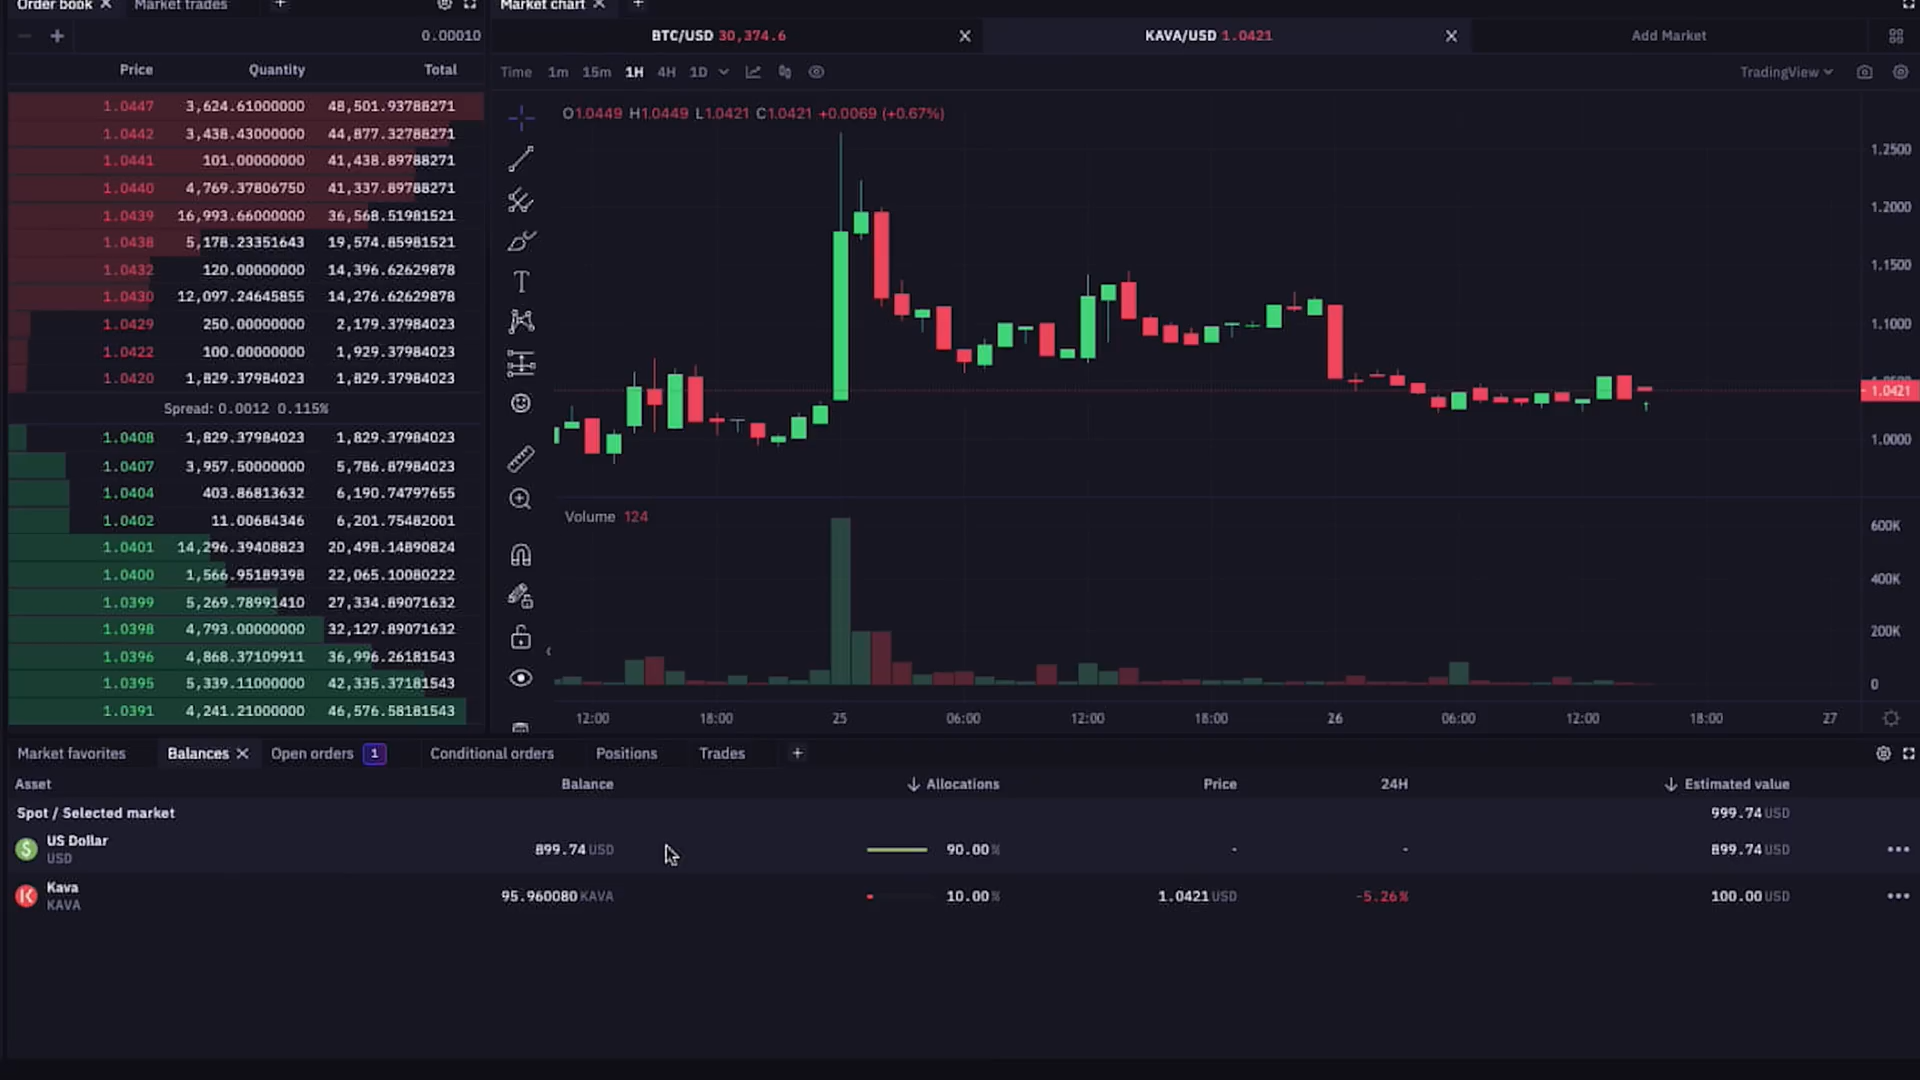 Order book Market trades
0.00010
Price Quantity Total
1.0447 3,624.61000000 48,501.93788271
1.0442 3,438.43000000 44,877.32788271
1.0441 101.00000000 41,438.89788271
1.0440 4,769.37806750 41,337.89788271
1.0439 16,993.66000000 36,568.51981521
1.0438 5,178.23351643 19,574.85981521
1.0432 120.00000000 14,396.62629878
1.0430 12,097.24645855 14,276.62629878
1.0429 250.00000000 2,179.37984023
1.0422 100.00000000 1,929.37984023
1.0420 1,829.37984023 1,829.37984023
Spread: 0.0012 0.115%
1.0408 1,829.37984023 1,829.37984023
1.0407 3,957.50000000 5,786.87984023
1.0404 403.86813632 6,190.74797655
1.0402 11.00684346 6,201.75482001
1.0401 14,296.39408823 20,498.14890824
1.0400 1,566.95189398 22,065.10080222
1.0399 5,269.78991410 27,334.89071632
1.0398 4,793.00000000 32,127.89071632
1.0396 4,868.37109911 36,996.26181543
1.0395 5,339.11000000 42,335.37181543
1.0391 4,241.21000000 46,576.58181543
Market chart
BTC/USD 30,374.6 KAVA/USD 1.0421 Add Market
Time 1m 15m 1H 4H 1D TradingView
O1.0449 H1.0449 L1.0421 C1.0421 +0.0069 (+0.67%)
1.2500
1.2000
1.1500
1.1000
1.0421
1.0000
Volume 124
600K
400K
200K
0
12:00 18:00 25 06:00 12:00 18:00 26 06:00 12:00 18:00 27
Market favorites Balances Open orders 1 Conditional orders Positions Trades
Asset Balance Allocations Price 24H Estimated value
Spot / Selected market 999.74 USD
US Dollar
USD
899.74 USD 90.00% - - 899.74 USD
Kava
KAVA
95.960080 KAVA 10.00% 1.0421 USD -5.26% 100.00 USD